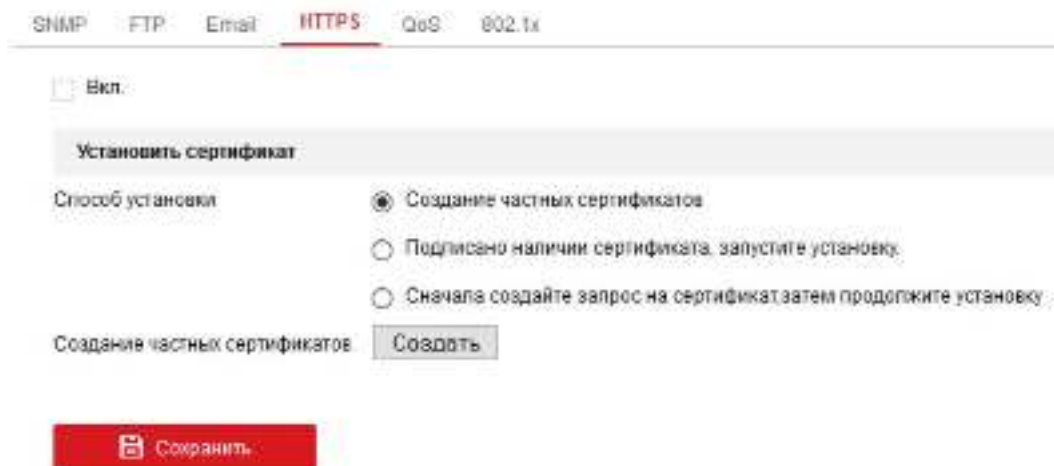 SNMP FTP Email HTTPS QoS 802.1x
Вкл.
Установить сертификат
Способ установки
Создание частных сертификатов
Подписано наличии сертификата, запустите установку.
Сначала создайте запрос на сертификат,затем продолжите установку
Создание частных сертификатов Создать
Сохранить